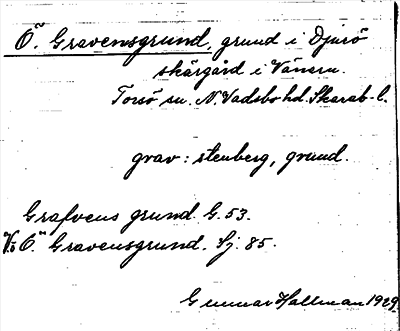 Ö. Gravensgrund, grund i Djurö
skärgård i Vänern.
Torsö sn. N. Vadsbo hd. Skarab. l.
grav: stenberg, grund.
Grafvens grund. G. 53.
V. Ö. Gravensgrund. Sj. 85.
Gunnar Hallman 1929